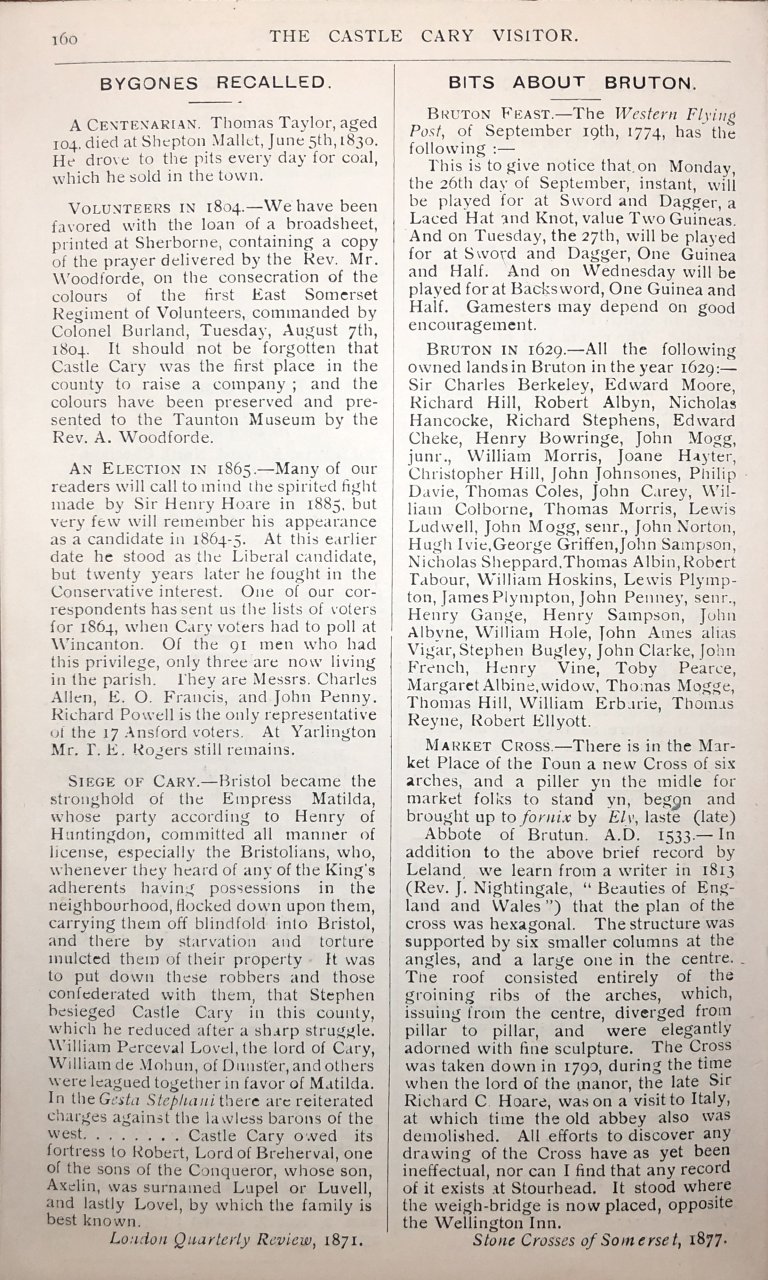 160
THE CASTLE CARY VISITOR.
BYGONES RECALLED.
A CENTENARIAN. Thomas Taylor, aged
104, died at Shepton Mallet, June 5th, 1830.
He drove to the pits every day for coal,
which he sold in the town.
VOLUNTEERS IN 1804.—We have been
favored with the loan of a broadsheet,
printed at Sherborne, containing a copy
of the prayer delivered by the Rev. Mr.
Woodforde, on the consecration of the
colours of the first East Somerset
Regiment of Volunteers, commanded by
Colonel Burland, Tuesday, August 7th,
1804. It should not be forgotten that
Castle Cary was the first place in the
county to raise a company ; and the
colours have been preserved and pre-
sented to the Taunton Museum by the
Rev. A. Woodforde.
AN ELECTION IN 1865.—Many of our
readers will call to mind the spirited fight
made by Sir Henry Hoare in 1885, but
very few will remember his appearance
as a candidate in 1864-5. At this earlier
date he stood as the Liberal candidate,
but twenty years later he fought in the
Conservative interest. One of our cor-
respondents has sent us the lists of voters
for 1864, when Cary voters had to poll at
Wincanton. Of the 91 men who had
this privilege, only three are now living
in the parish. They are Messrs. Charles
Allen, E. O. Francis, and John Penny.
Richard Powell is the only representative
of the 17 Ansford voters. At Yarlington
Mr. T. E. Rogers still remains.
SIEGE OF CARY.—Bristol became the
stronghold of the Empress Matilda,
whose party according to Henry of
Huntingdon, committed all manner of
license, especially the Bristolians, who,
whenever they heard of any of the King's
adherents having possessions in the
neighbourhood, flocked down upon them,
carrying them off blindfold into Bristol,
and there by starvation and torture
mulcted them of their property It was
to put down these robbers and those
confederated with them, that Stephen
besieged Castle Cary in this county,
which he reduced after a sharp struggle.
William Perceval Lovel, the lord of Cary,
William de Mohun, of Dunster, and others
were leagued together in favor of Matilda.
In the Gesta Stephani there are reiterated
charges against the lawless barons of the
west. . . . . . . . Castle Cary owed its
fortress to Robert, Lord of Breherval, one
of the sons of the Conqueror, whose son,
Axelin, was surnamed Lupel or Luvell,
and lastly Lovel, by which the family is
best known.
London Quarterly Review, 1871.
BITS ABOUT BRUTON.
BRUTON FEAST.—The Western Flying
Post, of September 19th, 1774, has the
following :—
This is to give notice that on Monday,
the 26th day of September, instant, will
be played for at Sword and Dagger, a
Laced Hat and Knot, value Two Guineas.
And on Tuesday, the 27th, will be played
for at Sword and Dagger, One Guinea
and Half. And on Wednesday will be
played for at Backsword, One Guinea and
Half. Gamesters may depend on good
encouragement.
BRUTON IN 1629.—All the following
owned lands in Bruton in the year 1629:—
Sir Charles Berkeley, Edward Moore,
Richard Hill, Robert Albyn, Nicholas
Hancocke, Richard Stephens, Edward
Cheke, Henry Bowringe, John Mogg,
junr., William Morris, Joane Hayter,
Christopher Hill, John Johnsones, Philip
Davie, Thomas Coles, John Carey, Wil-
liam Colborne, Thomas Morris, Lewis
Ludwell, John Mogg, senr., John Norton,
Hugh Ivie, George Griffen, John Sampson,
Nicholas Sheppard, Thomas Albin, Robert
Tabour, William Hoskins, Lewis Plymp-
ton, James Plympton, John Penney, senr.,
Henry Gange, Henry Sampson, John
Albyne, William Hole, John Ames alias
Vigar, Stephen Bugley, John Clarke, John
French, Henry Vine, Toby Pearce,
Margaret Albine, widow, Thomas Mogge,
Thomas Hill, William Erbarie, Thomas
Reyne, Robert Ellyott.
MARKET CROSS.—There is in the Mar-
ket Place of the Toun a new Cross of six
arches, and a piller yn the midle for
market folks to stand yn, begon and
brought up to fornix by Ely, laste (late)
Abbote of Brutun. A.D. 1533.— In
addition to the above brief record by
Leland, we learn from a writer in 1813
(Rev. J. Nightingale, " Beauties of Eng-
land and Wales ") that the plan of the
cross was hexagonal. The structure was
supported by six smaller columns at the
angles, and a large one in the centre.
The roof consisted entirely of the
groining ribs of the arches, which,
issuing from the centre, diverged from
pillar to pillar, and were elegantly
adorned with fine sculpture. The Cross
was taken down in 1790, during the time
when the lord of the manor, the late Sir
Richard C. Hoare, was on a visit to Italy,
at which time the old abbey also was
demolished. All efforts to discover any
drawing of the Cross have as yet been
ineffectual, nor can I find that any record
of it exists at Stourhead. It stood where
the weigh-bridge is now placed, opposite
the Wellington Inn.
Stone Crosses of Somerset, 1877.